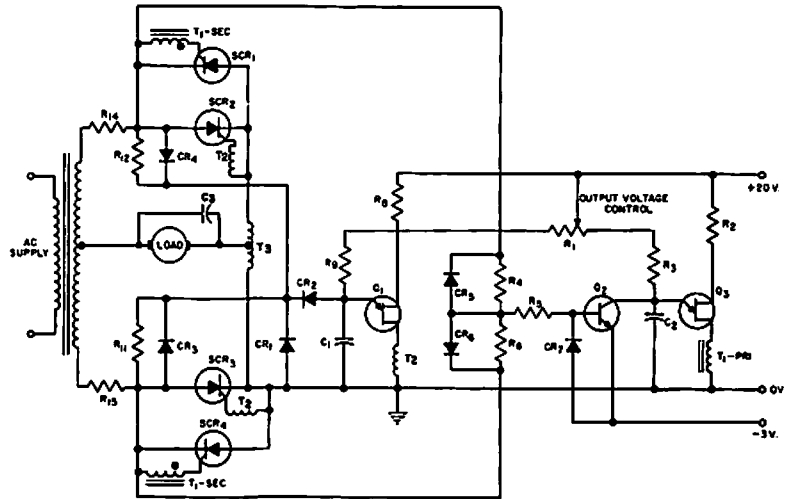 T1-SEC
SCR1
SCR2
R14
R12
CR4
T2
C3
LOAD
AC
SUPPLY
T3
R8
+20 V.
OUTPUT VOLTAGE
CONTROL
R1
R2
R9
CR2
Q1
CR5
R4
R5
R3
Q2
Q3
R11
CR3
CR1
C1
T2
CR6
R6
CR7
C2
T1-PRI
SCR3
R15
T2
0V
-3V.
SCR4
T1-SEC